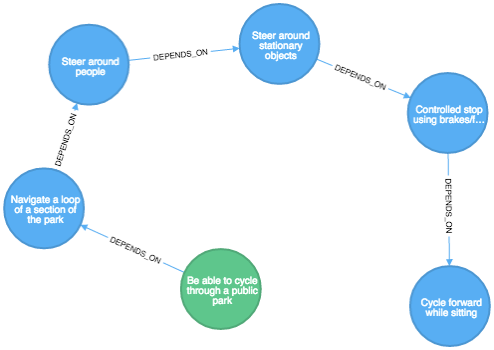 Steer around
people
DEPENDS_ON
Steer around
stationary
objects
DEPENDS_ON
Controlled stop
using brakes/f…
DEPENDS_ON
Navigate a loop
of a section of
the park
DEPENDS_ON
DEPENDS_ON
Be able to cycle
through a public
park
Cycle forward
while sitting